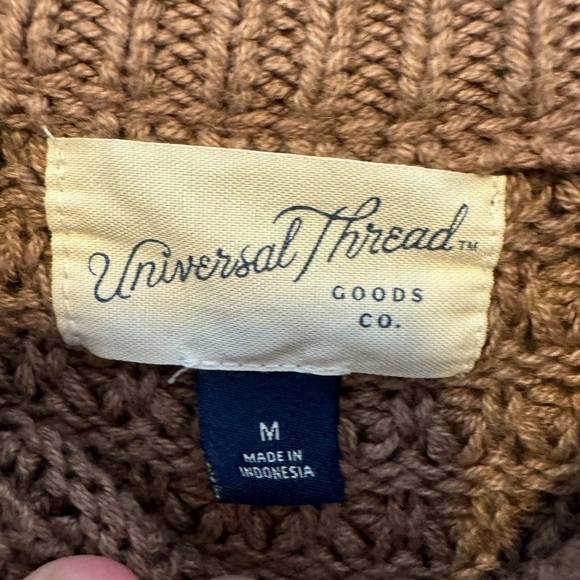 Universal Thread™
GOODS
CO.
M
MADE IN
INDONESIA